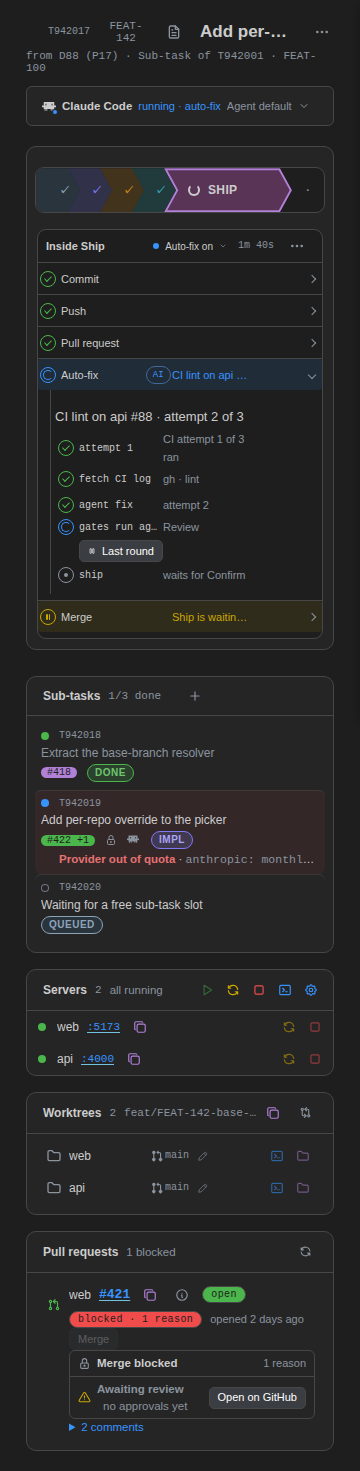 T942017 FEAT-142 Add per-…
from D88 (P17) · Sub-task of T942001 · FEAT-100
Claude Code running · auto-fix Agent default
SHIP
Inside Ship Auto-fix on 1m 40s
Commit
Push
Pull request
Auto-fix AI CI lint on api …
CI lint on api #88 · attempt 2 of 3
attempt 1 CI attempt 1 of 3 ran
fetch CI log gh · lint
agent fix attempt 2
gates run ag… Review
Last round
ship waits for Confirm
Merge Ship is waitin…
Sub-tasks 1/3 done
T942018
Extract the base-branch resolver
#418 DONE
T942019
Add per-repo override to the picker
#422 +1 IMPL
Provider out of quota · anthropic: monthl…
T942020
Waiting for a free sub-task slot
QUEUED
Servers 2 all running
web :5173
api :4000
Worktrees 2 feat/FEAT-142-base-…
web main
api main
Pull requests 1 blocked
web #421 open
blocked · 1 reason opened 2 days ago
Merge
Merge blocked 1 reason
Awaiting review
no approvals yet
Open on GitHub
2 comments